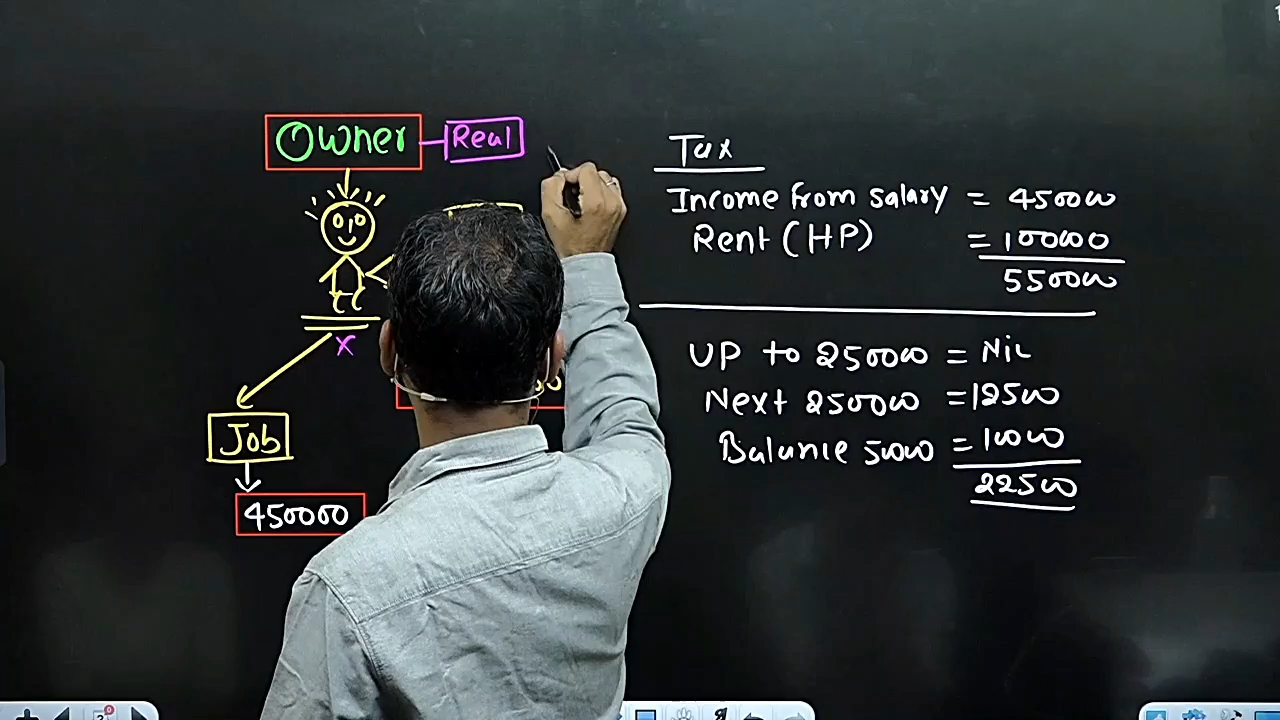 Owner
Real
x
Job
450000
Tax
Income from salary = 450000
Rent (HP) = 100000
550000
UP to 250000 = Nil
Next 250000 = 12500
Balance 50000 = 10000
22500